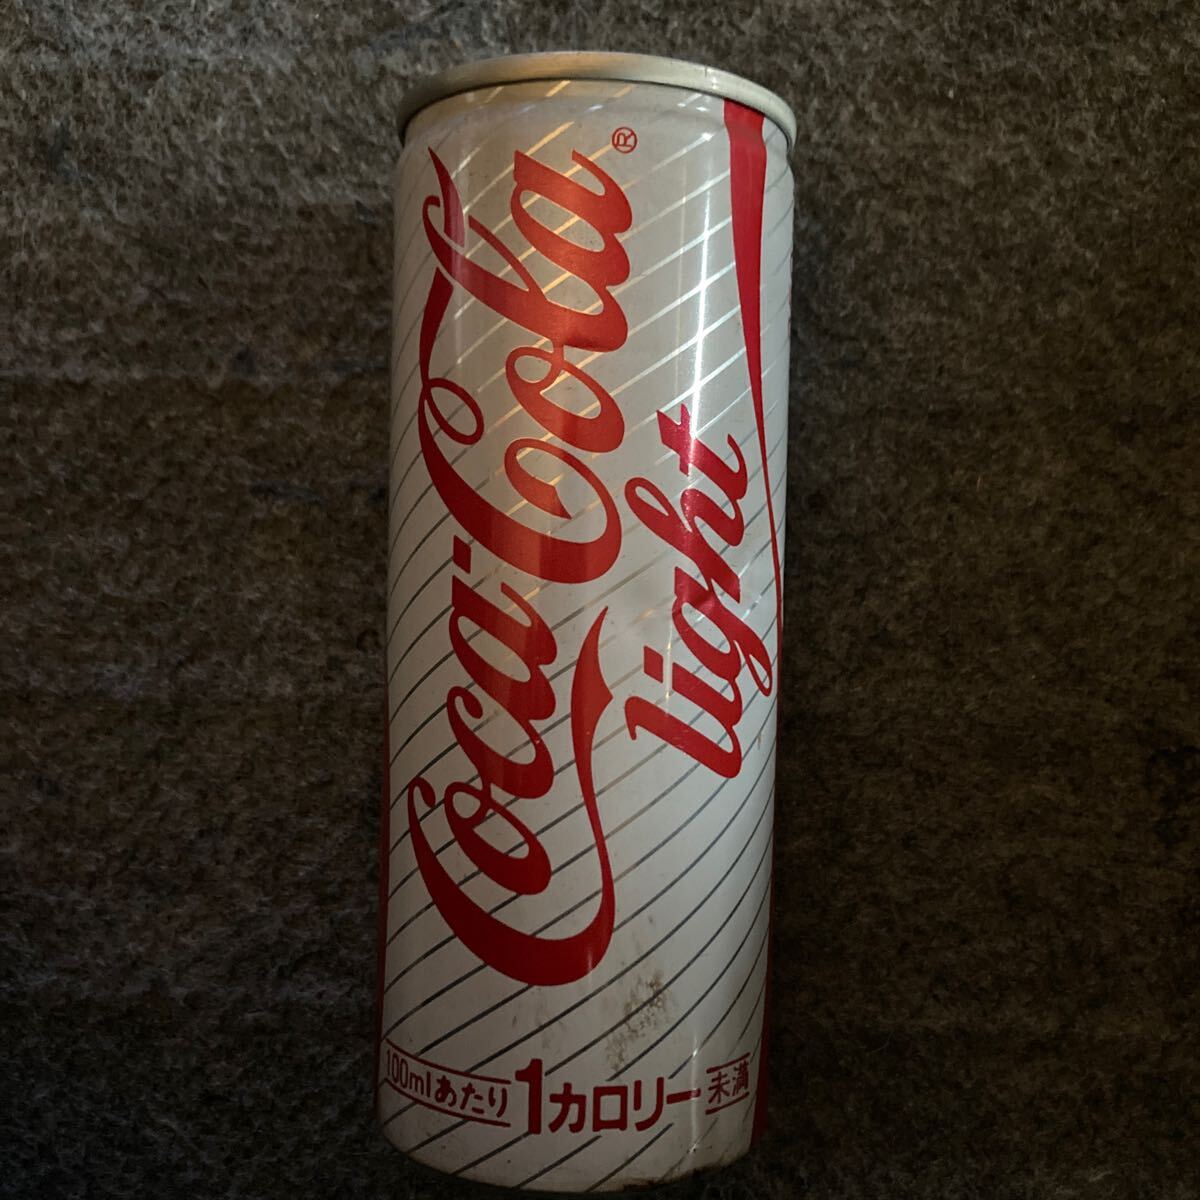 Coca-Cola®
light
100mlあたり 1カロリー 未満